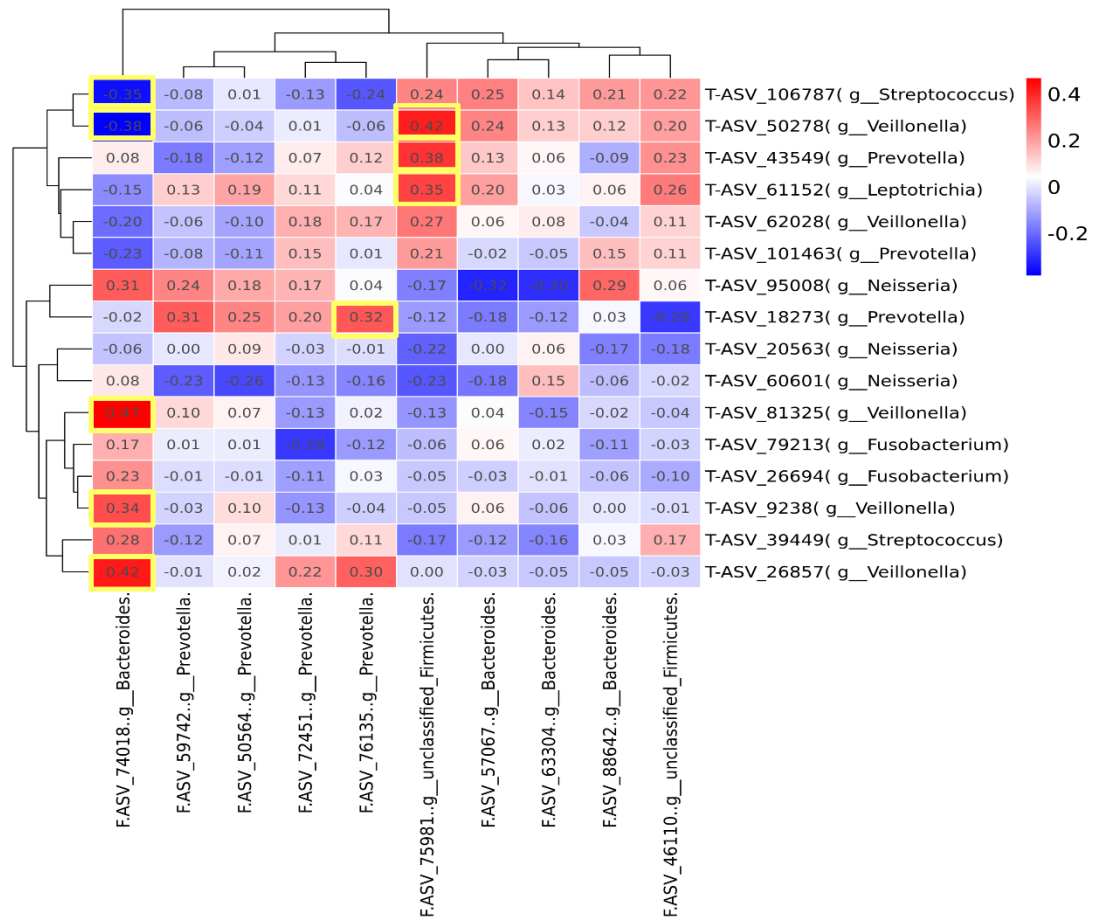 -0.35 -0.08 0.01 -0.13 -0.24 0.24 0.25 0.14 0.21 0.22 T-ASV_106787( g__Streptococcus)
-0.38 -0.06 -0.04 0.01 -0.06 0.42 0.24 0.13 0.12 0.20 T-ASV_50278( g__Veillonella)
0.08 -0.18 -0.12 0.07 0.12 0.38 0.13 0.06 -0.09 0.23 T-ASV_43549( g__Prevotella)
-0.15 0.13 0.19 0.11 0.04 0.35 0.20 0.03 0.06 0.26 T-ASV_61152( g__Leptotrichia)
-0.20 -0.06 -0.10 0.18 0.17 0.27 0.06 0.08 -0.04 0.11 T-ASV_62028( g__Veillonella)
-0.23 -0.08 -0.11 0.15 0.01 0.21 -0.02 -0.05 0.15 0.11 T-ASV_101463( g__Prevotella)
0.31 0.24 0.18 0.17 0.04 -0.17 -0.32 -0.30 0.29 0.06 T-ASV_95008( g__Neisseria)
-0.02 0.31 0.25 0.20 0.32 -0.12 -0.18 -0.12 0.03 -0.29 T-ASV_18273( g__Prevotella)
-0.06 0.00 0.09 -0.03 -0.01 -0.22 0.00 0.06 -0.17 -0.18 T-ASV_20563( g__Neisseria)
0.08 -0.23 -0.26 -0.13 -0.16 -0.23 -0.18 0.15 -0.06 -0.02 T-ASV_60601( g__Neisseria)
0.47 0.10 0.07 -0.13 0.02 -0.13 0.04 -0.15 -0.02 -0.04 T-ASV_81325( g__Veillonella)
0.17 0.01 0.01 -0.28 -0.12 -0.06 0.06 0.02 -0.11 -0.03 T-ASV_79213( g__Fusobacterium)
0.23 -0.01 -0.01 -0.11 0.03 -0.05 -0.03 -0.01 -0.06 -0.10 T-ASV_26694( g__Fusobacterium)
0.34 -0.03 0.10 -0.13 -0.04 -0.05 0.06 -0.06 0.00 -0.01 T-ASV_9238( g__Veillonella)
0.28 -0.12 0.07 0.01 0.11 -0.17 -0.12 -0.16 0.03 0.17 T-ASV_39449( g__Streptococcus)
0.42 -0.01 0.02 0.22 0.30 0.00 -0.03 -0.05 -0.05 -0.03 T-ASV_26857( g__Veillonella)
F.ASV_74018..g__Bacteroides.
F.ASV_59742..g__Prevotella.
F.ASV_50564..g__Prevotella.
F.ASV_72451..g__Prevotella.
F.ASV_76135..g__Prevotella.
F.ASV_75981..g__unclassified_Firmicutes.
F.ASV_57067..g__Bacteroides.
F.ASV_63304..g__Bacteroides.
F.ASV_88642..g__Bacteroides.
F.ASV_46110..g__unclassified_Firmicutes.
0.4
0.2
0
-0.2